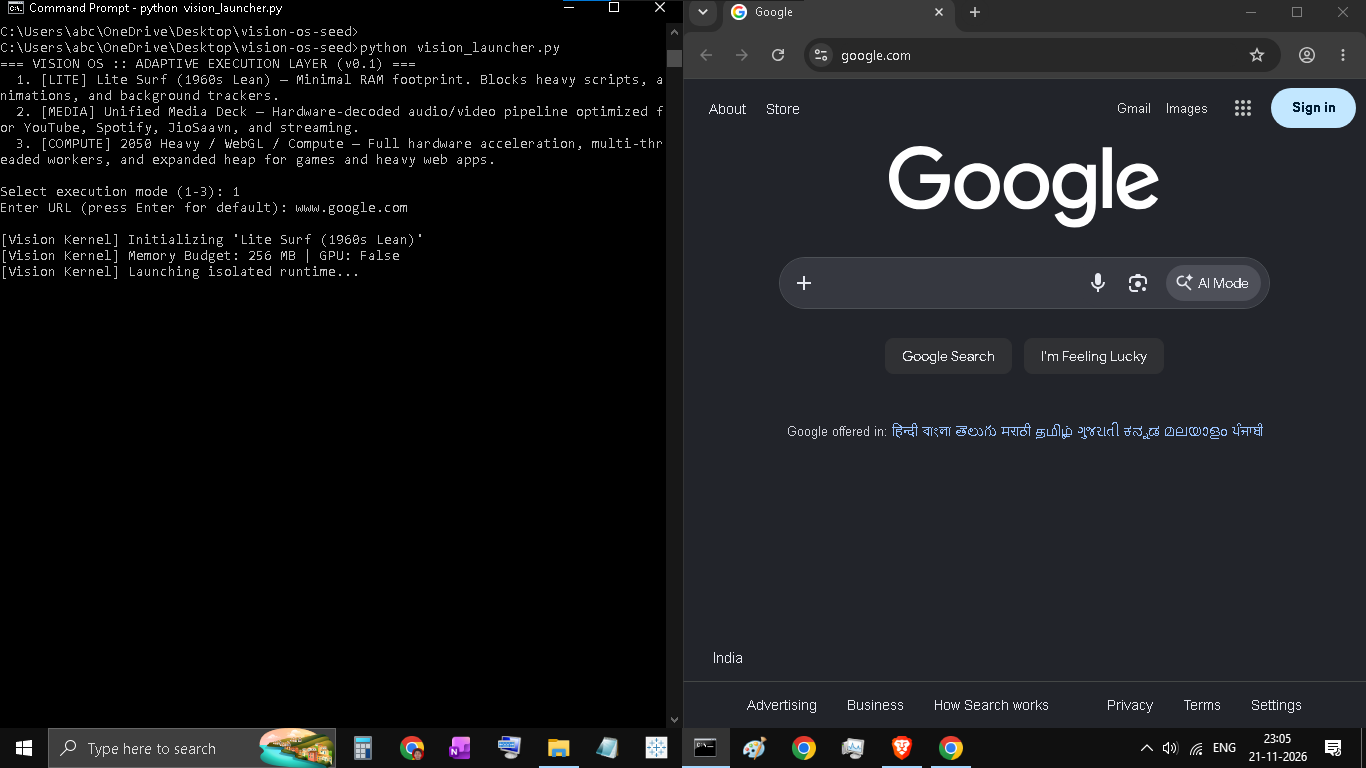 Command Prompt - python  vision_launcher.py
C:\Users\abc\OneDrive\Desktop\vision-os-seed>
C:\Users\abc\OneDrive\Desktop\vision-os-seed>python vision_launcher.py
=== VISION OS :: ADAPTIVE EXECUTION LAYER (v0.1) ===
  1. [LITE] Lite Surf (1960s Lean) — Minimal RAM footprint. Blocks heavy scripts, a
nimations, and background trackers.
  2. [MEDIA] Unified Media Deck — Hardware-decoded audio/video pipeline optimized f
or YouTube, Spotify, JioSaavn, and streaming.
  3. [COMPUTE] 2050 Heavy / WebGL / Compute — Full hardware acceleration, multi-thr
eaded workers, and expanded heap for games and heavy web apps.
Select execution mode (1-3): 1
Enter URL (press Enter for default): www.google.com
[Vision Kernel] Initializing 'Lite Surf (1960s Lean)'
[Vision Kernel] Memory Budget: 256 MB | GPU: False
[Vision Kernel] Launching isolated runtime...
Google
google.com
About Store Gmail Images Sign in
Google
AI Mode
Google Search I'm Feeling Lucky
Google offered in: हिन्दी বাংলা తెలుగు मराठी தமிழ் ગુજરાતી ಕನ್ನಡ മലയാളം ਪੰਜਾਬੀ
India
Advertising Business How Search works Privacy Terms Settings
Type here to search
ENG
23:05
21-11-2026